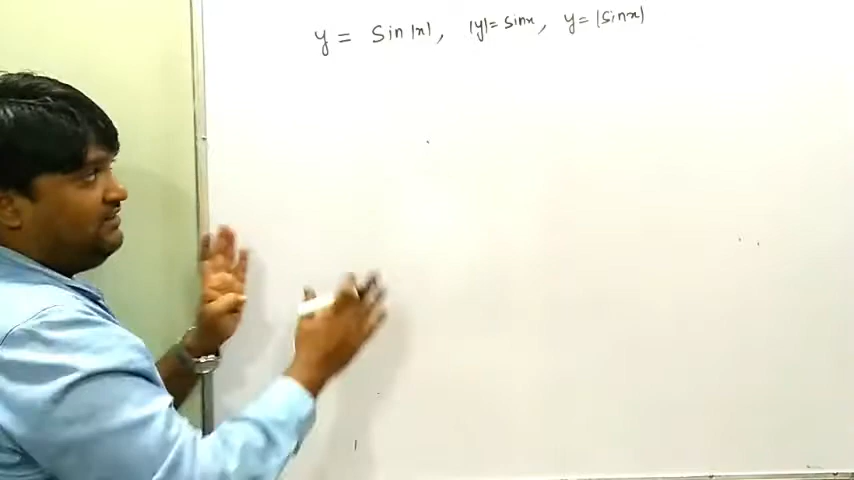 y = Sin|x|, |y|= sinx, y= |sinx|